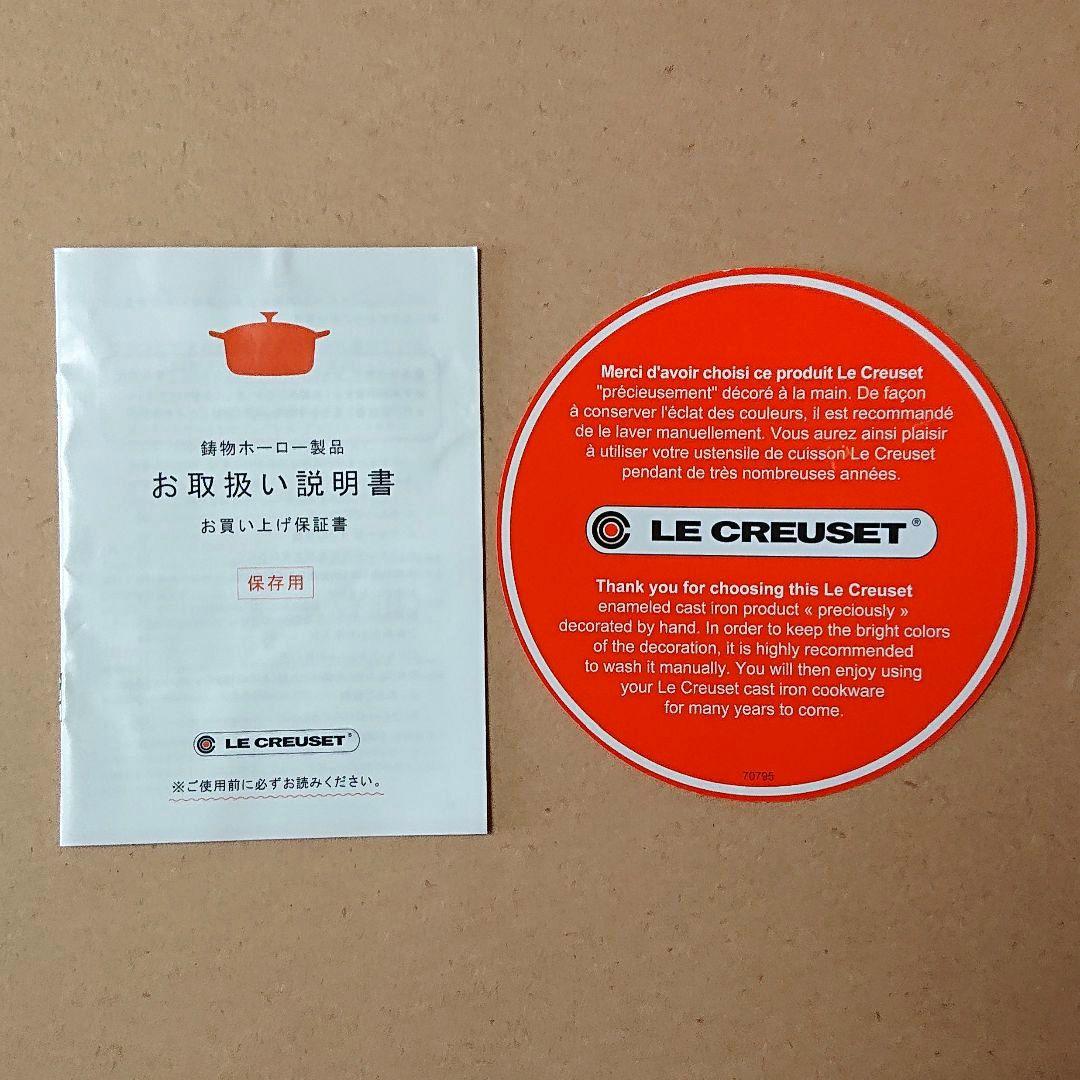 鋳物ホーロー製品
お取扱い説明書
お買い上げ保証書
保存用
LE CREUSET®
※ご使用前に必ずお読みください。
Merci d'avoir choisi ce produit Le Creuset
"précieusement" décoré à la main. De façon
à conserver l'éclat des couleurs, il est recommandé
de le laver manuellement. Vous aurez ainsi plaisir
à utiliser votre ustensile de cuisson Le Creuset
pendant de très nombreuses années.
LE CREUSET®
Thank you for choosing this Le Creuset
enameled cast iron product « preciously »
decorated by hand. In order to keep the bright colors
of the decoration, it is highly recommended
to wash it manually. You will then enjoy using
your Le Creuset cast iron cookware
for many years to come.
70795